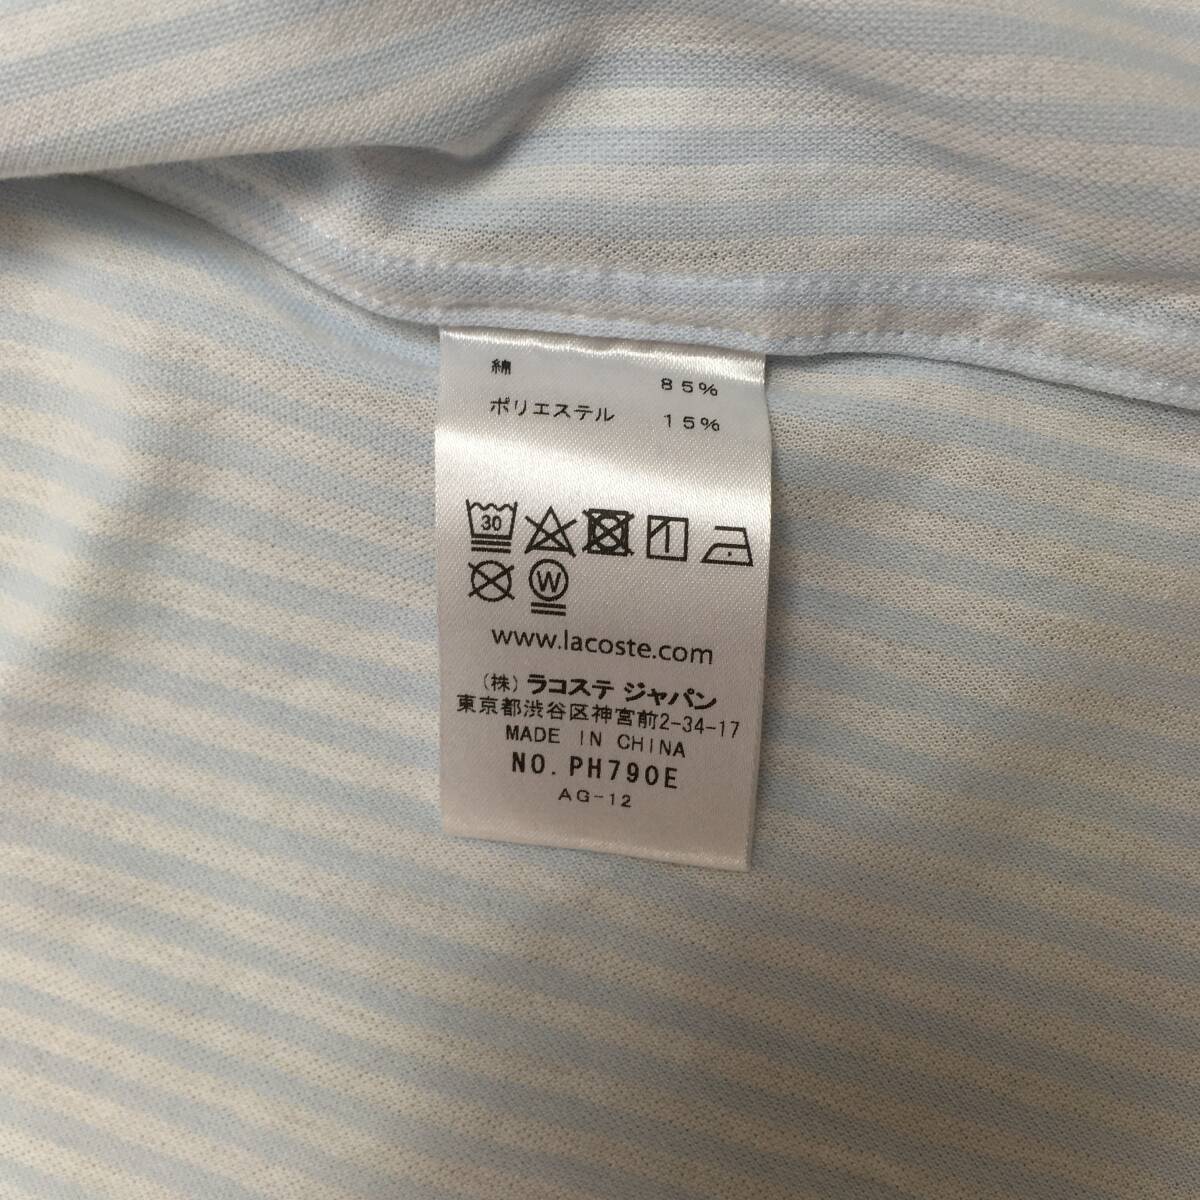 綿 85%
ポリエステル 15%
30
W
www.lacoste.com
(株) ラコステ ジャパン
東京都渋谷区神宮前2-34-17
MADE IN CHINA
NO. PH790E
AG-12